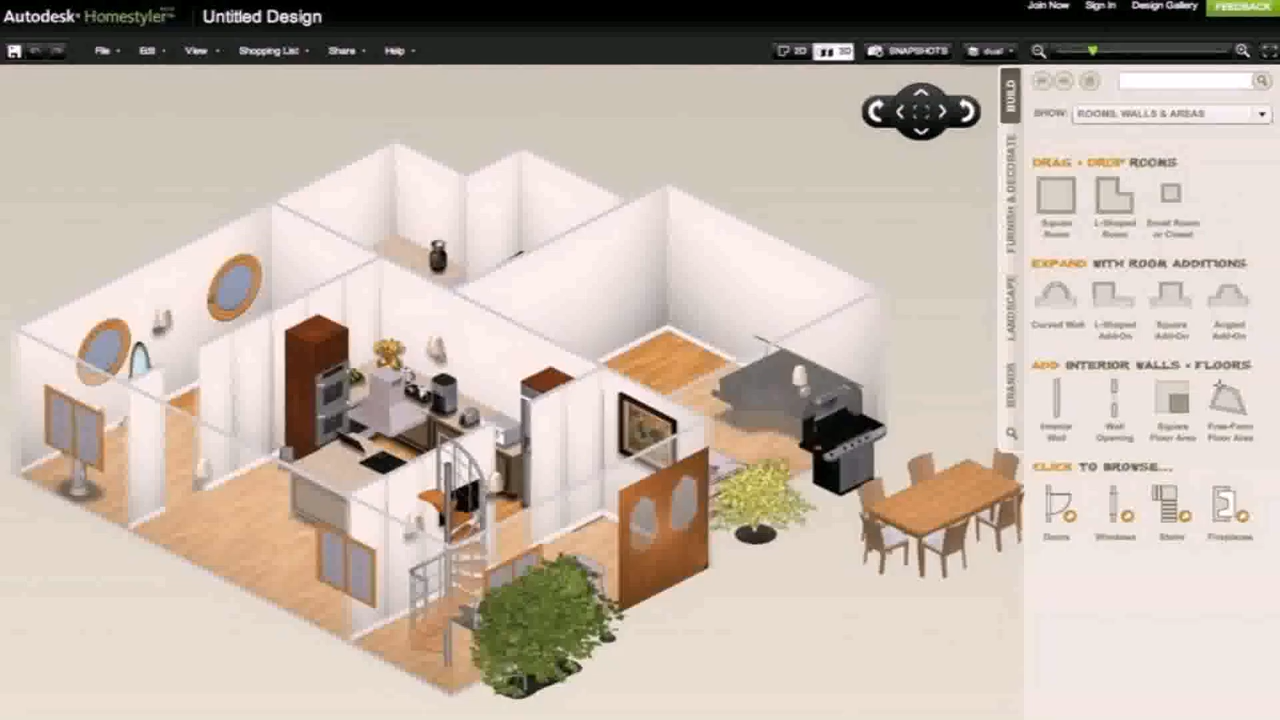 Autodesk® Homestyler™ Untitled Design
Join Now Sign In Design Gallery FEEDBACK
File Edit View Shopping List Share Help
2D 3D SNAPSHOTS dual
BUILD
FURNISH & DECORATE
LANDSCAPE
BRANDS
SHOW: ROOMS, WALLS & AREAS
DRAG + DROP ROOMS
Square Room
L-Shaped Room
Small Room or Closet
EXPAND WITH ROOM ADDITIONS
Curved Wall
L-Shaped Add-On
Square Add-On
Angled Add-On
ADD INTERIOR WALLS + FLOORS
Interior Wall
Wall Opening
Square Floor Area
Free-Form Floor Area
CLICK TO BROWSE...
Doors Windows Stairs Fireplaces